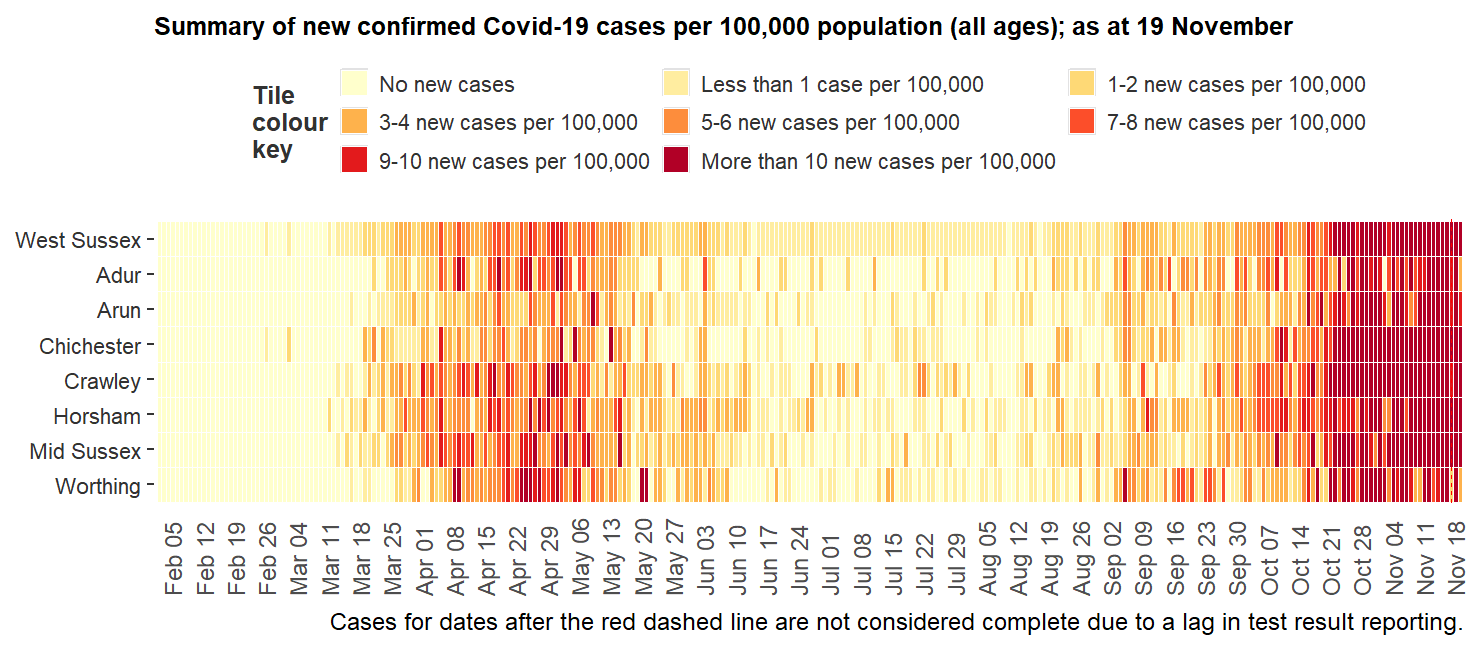 Summary of new confirmed Covid-19 cases per 100,000 population (all ages); as at 19 November
Tile
colour
key
No new cases
Less than 1 case per 100,000
1-2 new cases per 100,000
3-4 new cases per 100,000
5-6 new cases per 100,000
7-8 new cases per 100,000
9-10 new cases per 100,000
More than 10 new cases per 100,000
West Sussex
Adur
Arun
Chichester
Crawley
Horsham
Mid Sussex
Worthing
Feb 05
Feb 12
Feb 19
Feb 26
Mar 04
Mar 11
Mar 18
Mar 25
Apr 01
Apr 08
Apr 15
Apr 22
Apr 29
May 06
May 13
May 20
May 27
Jun 03
Jun 10
Jun 17
Jun 24
Jul 01
Jul 08
Jul 15
Jul 22
Jul 29
Aug 05
Aug 12
Aug 19
Aug 26
Sep 02
Sep 09
Sep 16
Sep 23
Sep 30
Oct 07
Oct 14
Oct 21
Oct 28
Nov 04
Nov 11
Nov 18
Cases for dates after the red dashed line are not considered complete due to a lag in test result reporting.